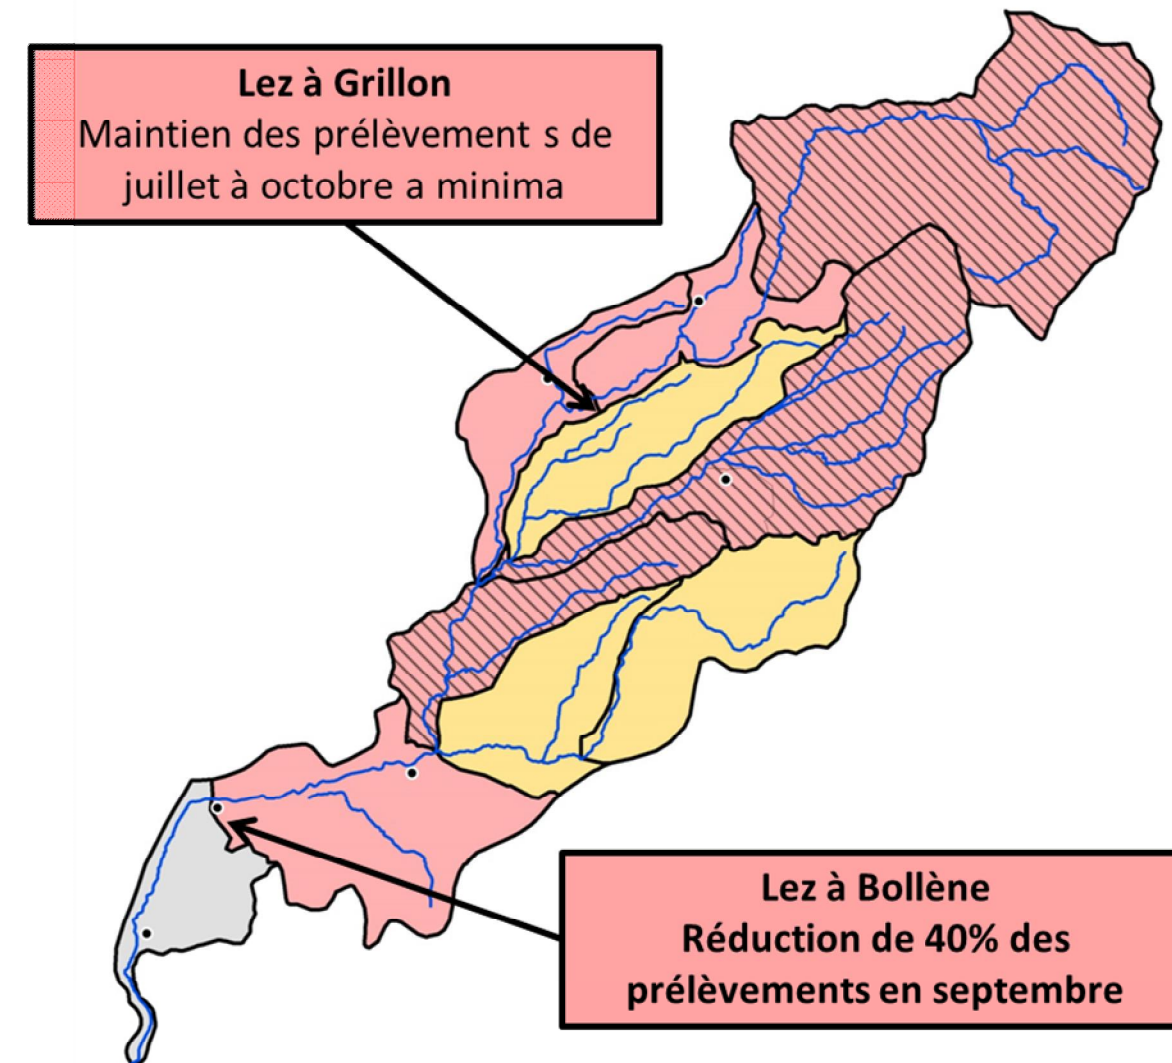 Lez à Grillon
Maintien des prélèvement s de
juillet à octobre a minima
Lez à Bollène
Réduction de 40% des
prélèvements en septembre